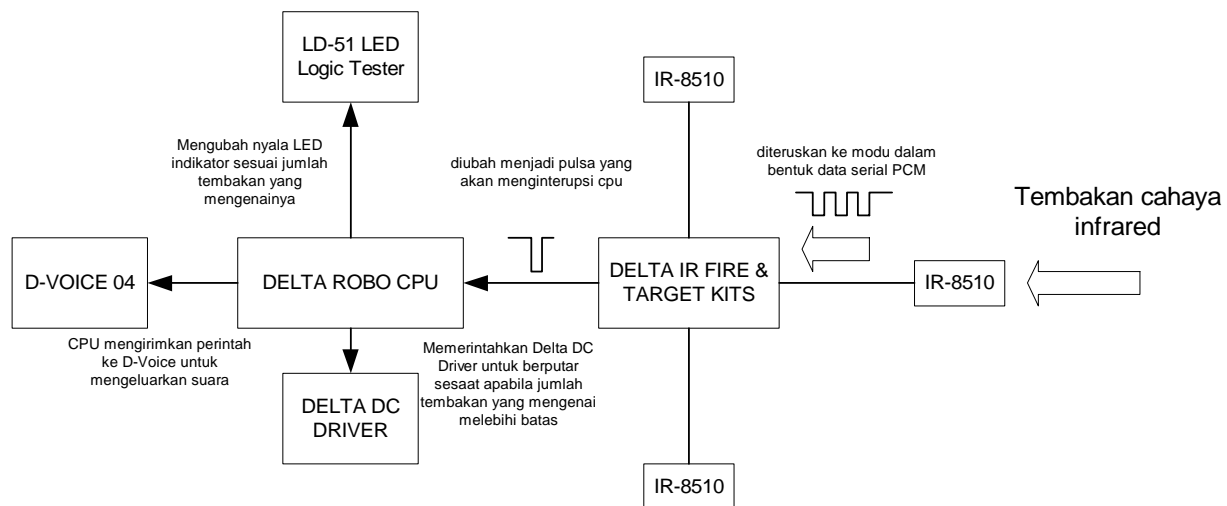 LD-51 LED
Logic Tester
IR-8510
Mengubah nyala LED
indikator sesuai jumlah
tembakan yang
mengenainya
diubah menjadi pulsa yang
akan menginterupsi cpu
diteruskan ke modu dalam
bentuk data serial PCM
Tembakan cahaya
infrared
D-VOICE 04
DELTA ROBO CPU
DELTA IR FIRE &
TARGET KITS
IR-8510
CPU mengirimkan perintah
ke D-Voice untuk
mengeluarkan suara
Memerintahkan Delta DC
Driver untuk berputar
sesaat apabila jumlah
tembakan yang mengenai
melebihi batas
DELTA DC
DRIVER
IR-8510